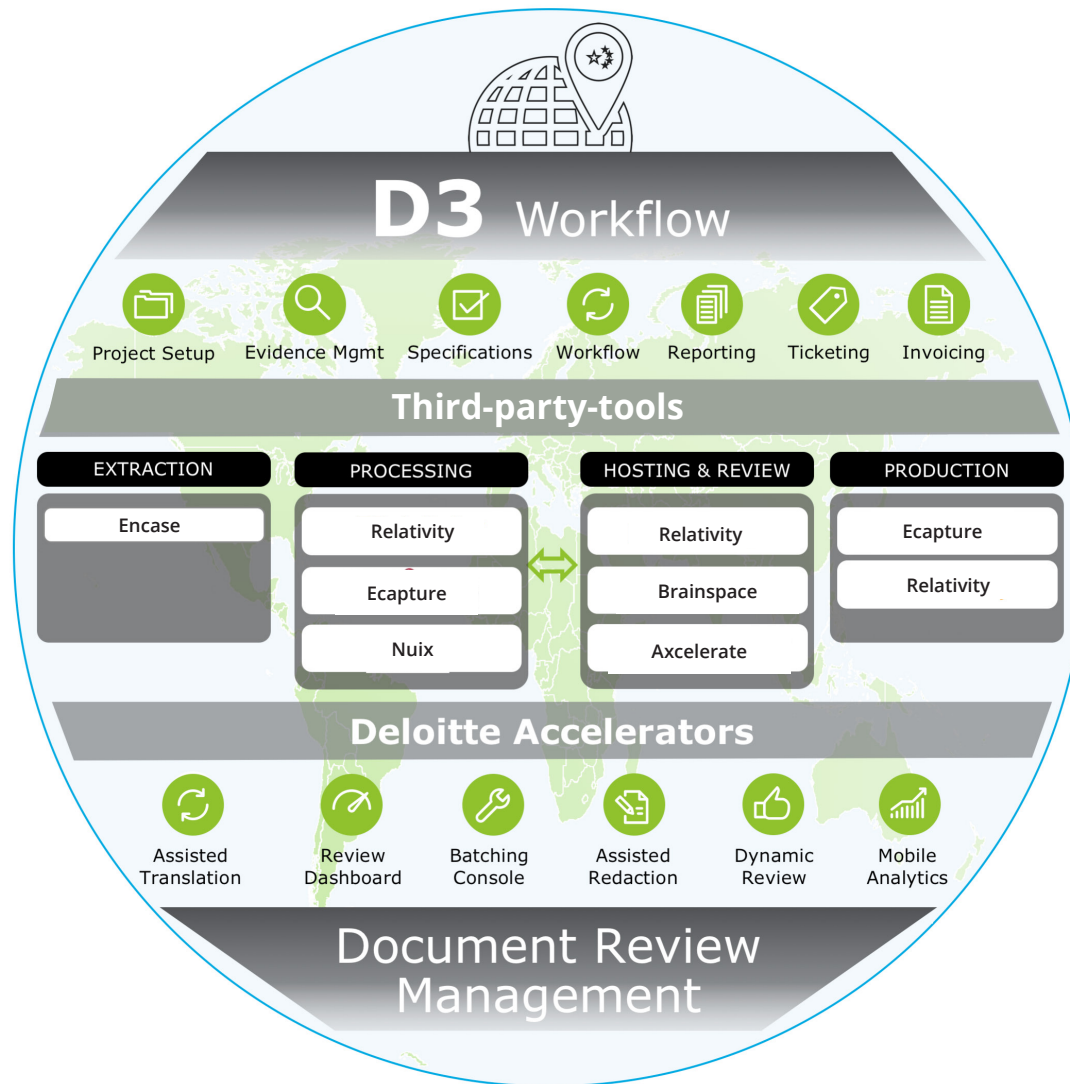 D3 Workflow
Project Setup
Evidence Mgmt
Specifications
Workflow
Reporting
Ticketing
Invoicing
Third-party-tools
EXTRACTION
Encase
PROCESSING
Relativity
Ecapture
Nuix
HOSTING & REVIEW
Relativity
Brainspace
Axcelerate
PRODUCTION
Ecapture
Relativity
Deloitte Accelerators
Assisted
Translation
Review
Dashboard
Batching
Console
Assisted
Redaction
Dynamic
Review
Mobile
Analytics
Document Review
Management